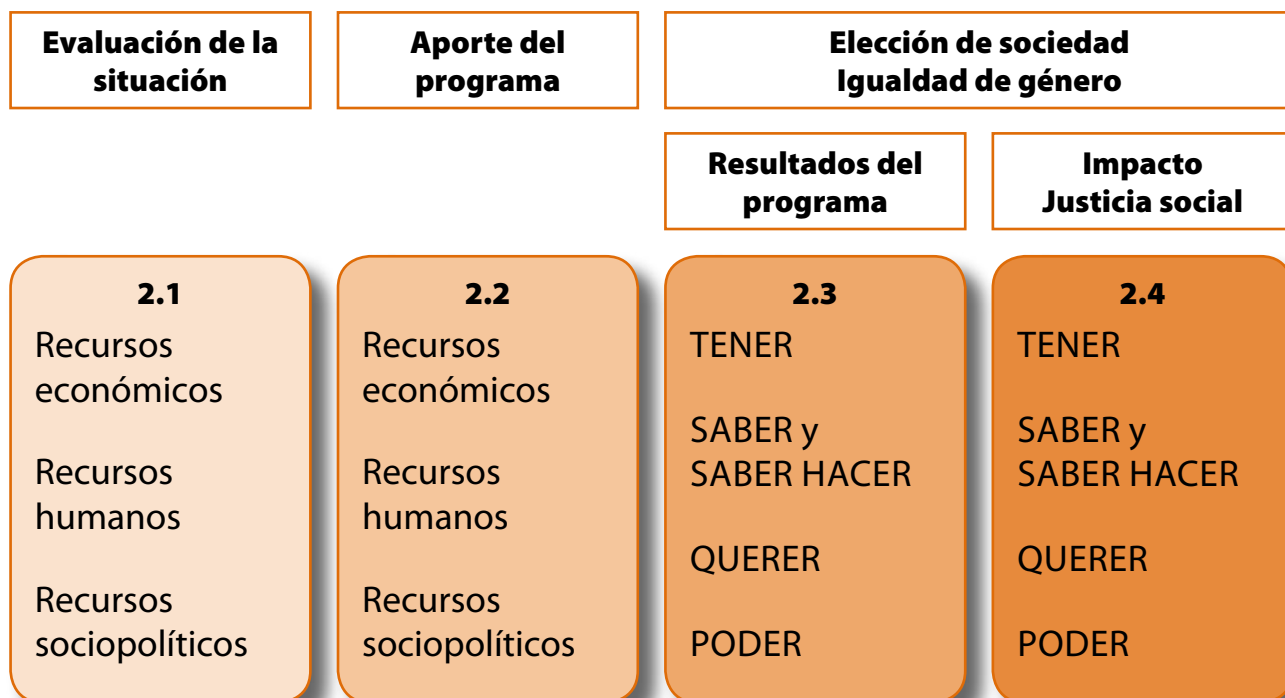 Evaluación de la
situación
Aporte del
programa
Elección de sociedad
Igualdad de género
Resultados del
programa
Impacto
Justicia social
2.1
Recursos
económicos
Recursos
humanos
Recursos
sociopolíticos
2.2
Recursos
económicos
Recursos
humanos
Recursos
sociopolíticos
2.3
TENER
SABER y
SABER HACER
QUERER
PODER
2.4
TENER
SABER y
SABER HACER
QUERER
PODER